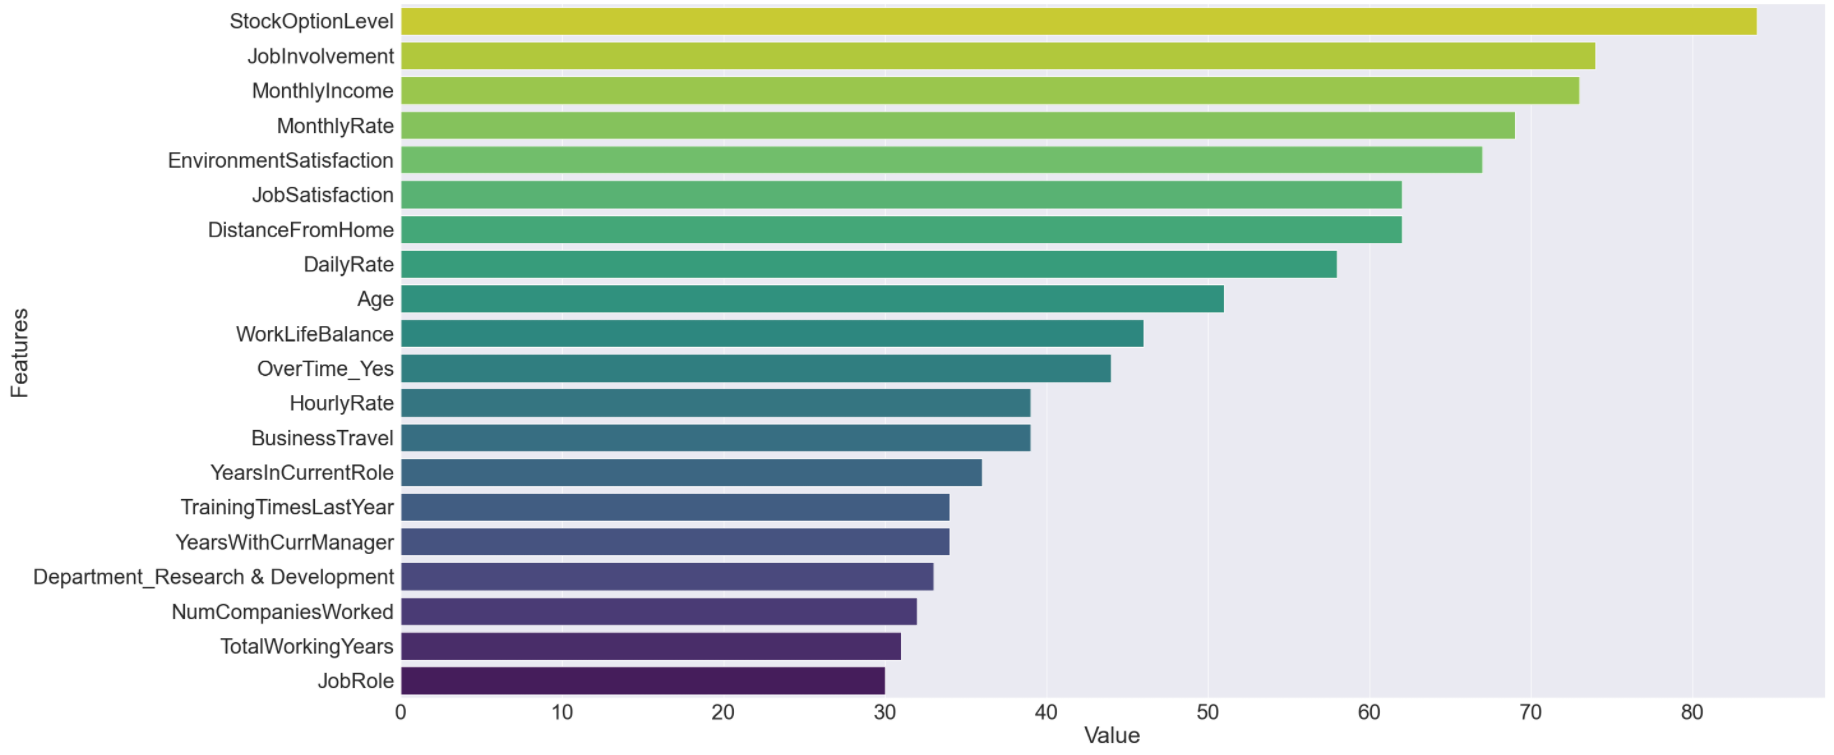 StockOptionLevel
JobInvolvement
MonthlyIncome
MonthlyRate
EnvironmentSatisfaction
JobSatisfaction
DistanceFromHome
DailyRate
Age
WorkLifeBalance
OverTime_Yes
HourlyRate
BusinessTravel
YearsInCurrentRole
TrainingTimesLastYear
YearsWithCurrManager
Department_Research & Development
NumCompaniesWorked
TotalWorkingYears
JobRole
Features
0 10 20 30 40 50 60 70 80
Value